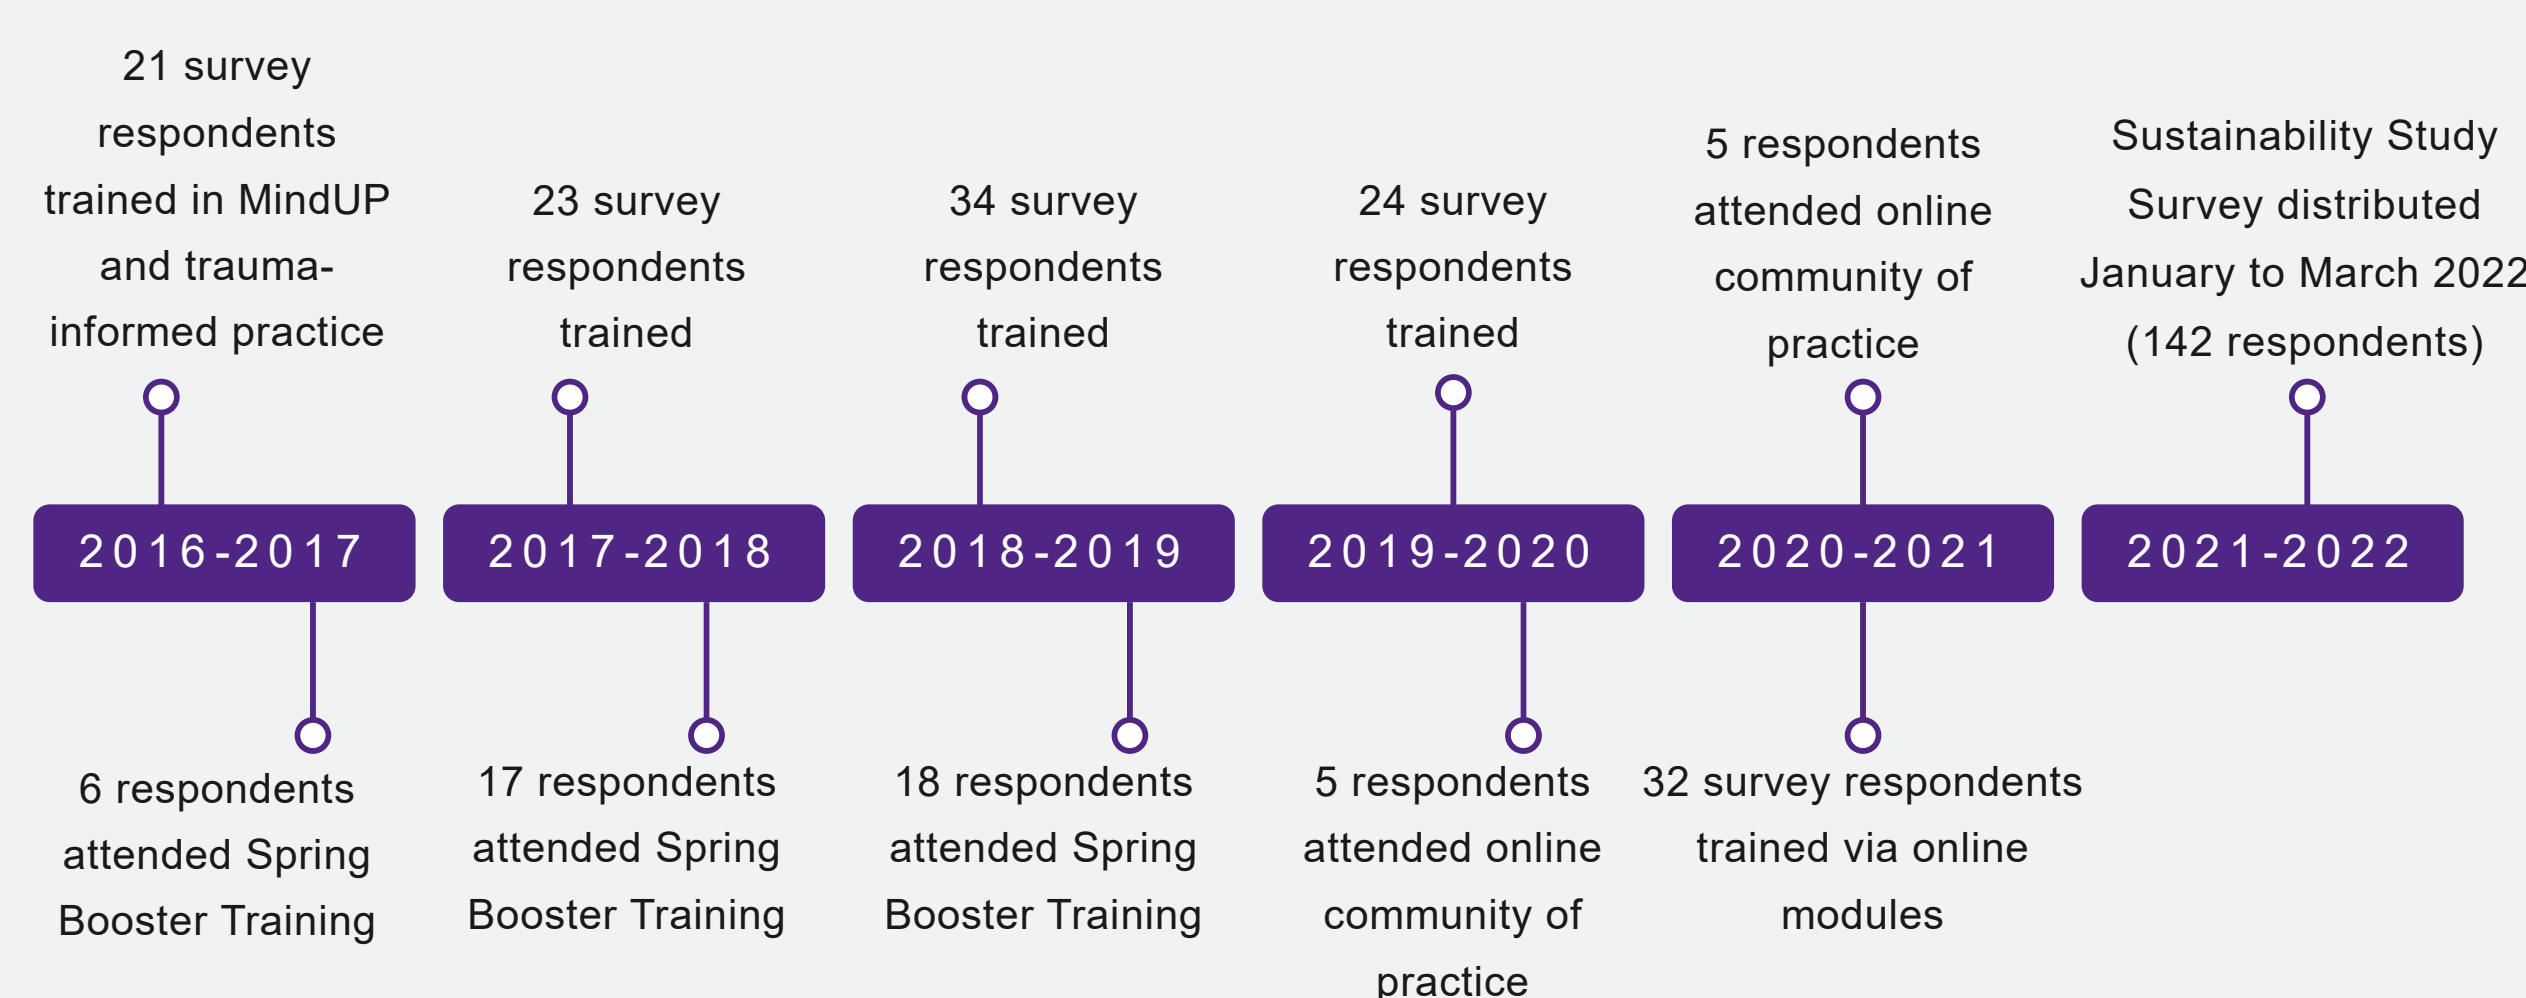 21 survey
respondents
trained in MindUP
and trauma-
informed practice
23 survey
respondents
trained
34 survey
respondents
trained
24 survey
respondents
trained
5 respondents
attended online
community of
practice
Sustainability Study
Survey distributed
January to March 2022
(142 respondents)
2016-2017
2017-2018
2018-2019
2019-2020
2020-2021
2021-2022
6 respondents
attended Spring
Booster Training
17 respondents
attended Spring
Booster Training
18 respondents
attended Spring
Booster Training
5 respondents
attended online
community of
practice
32 survey respondents
trained via online
modules